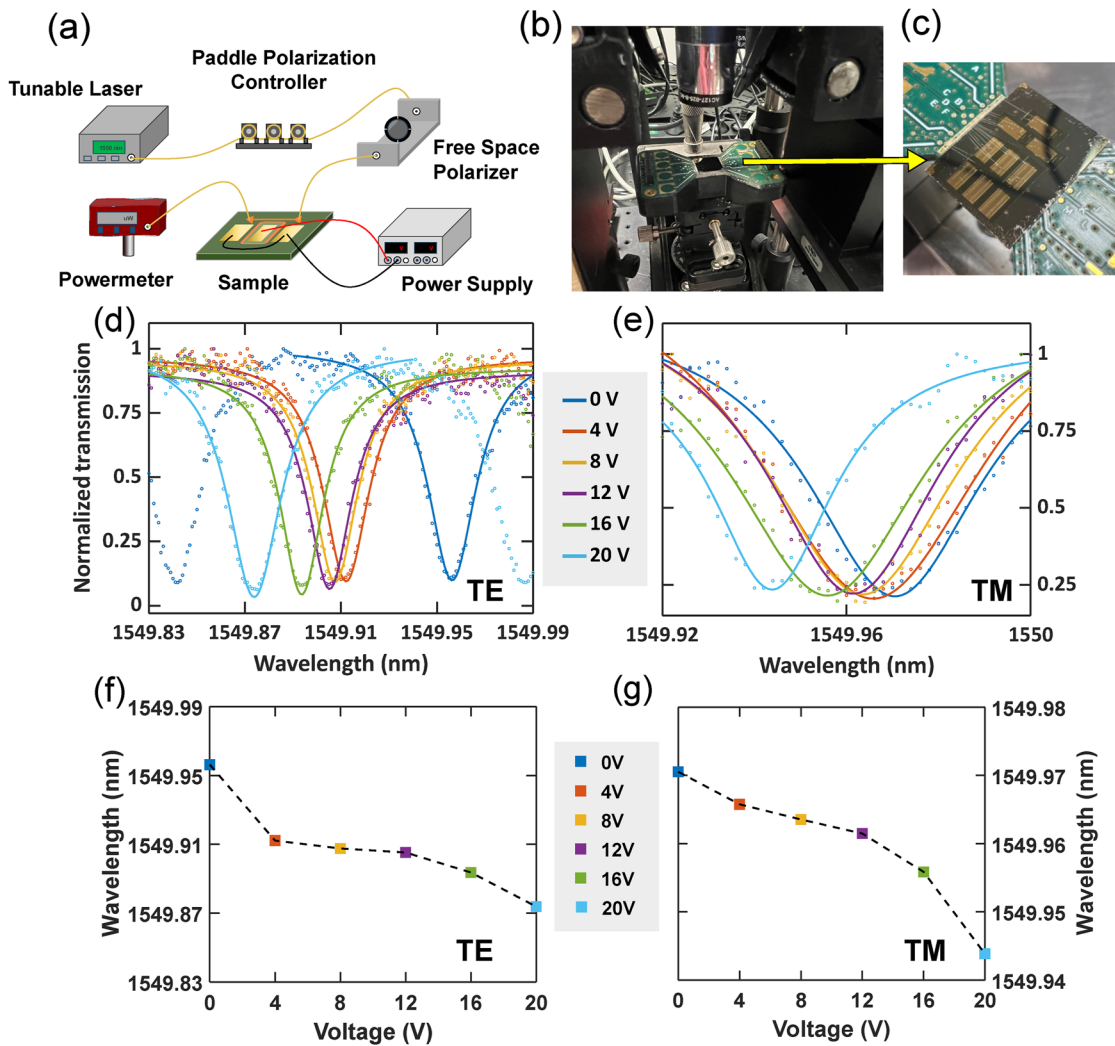 (a)
(b)
(c)
Paddle Polarization
Controller
Tunable Laser
1550 nm
Free Space
Polarizer
uW
Powermeter
Sample
Power Supply
(d)
(e)
Normalized transmission
1
0.75
0.5
0.25
0
TE
1549.83
1549.87
1549.91
1549.95
1549.99
Wavelength (nm)
0 V
4 V
8 V
12 V
16 V
20 V
1
0.75
0.5
0.25
TM
1549.92
1549.96
1550
Wavelength (nm)
(f)
(g)
Wavelength (nm)
1549.99
1549.95
1549.91
1549.87
1549.83
TE
0
4
8
12
16
20
Voltage (V)
0V
4V
8V
12V
16V
20V
1549.98
1549.97
1549.96
1549.95
1549.94
Wavelength (nm)
TM
0
4
8
12
16
20
Voltage (V)